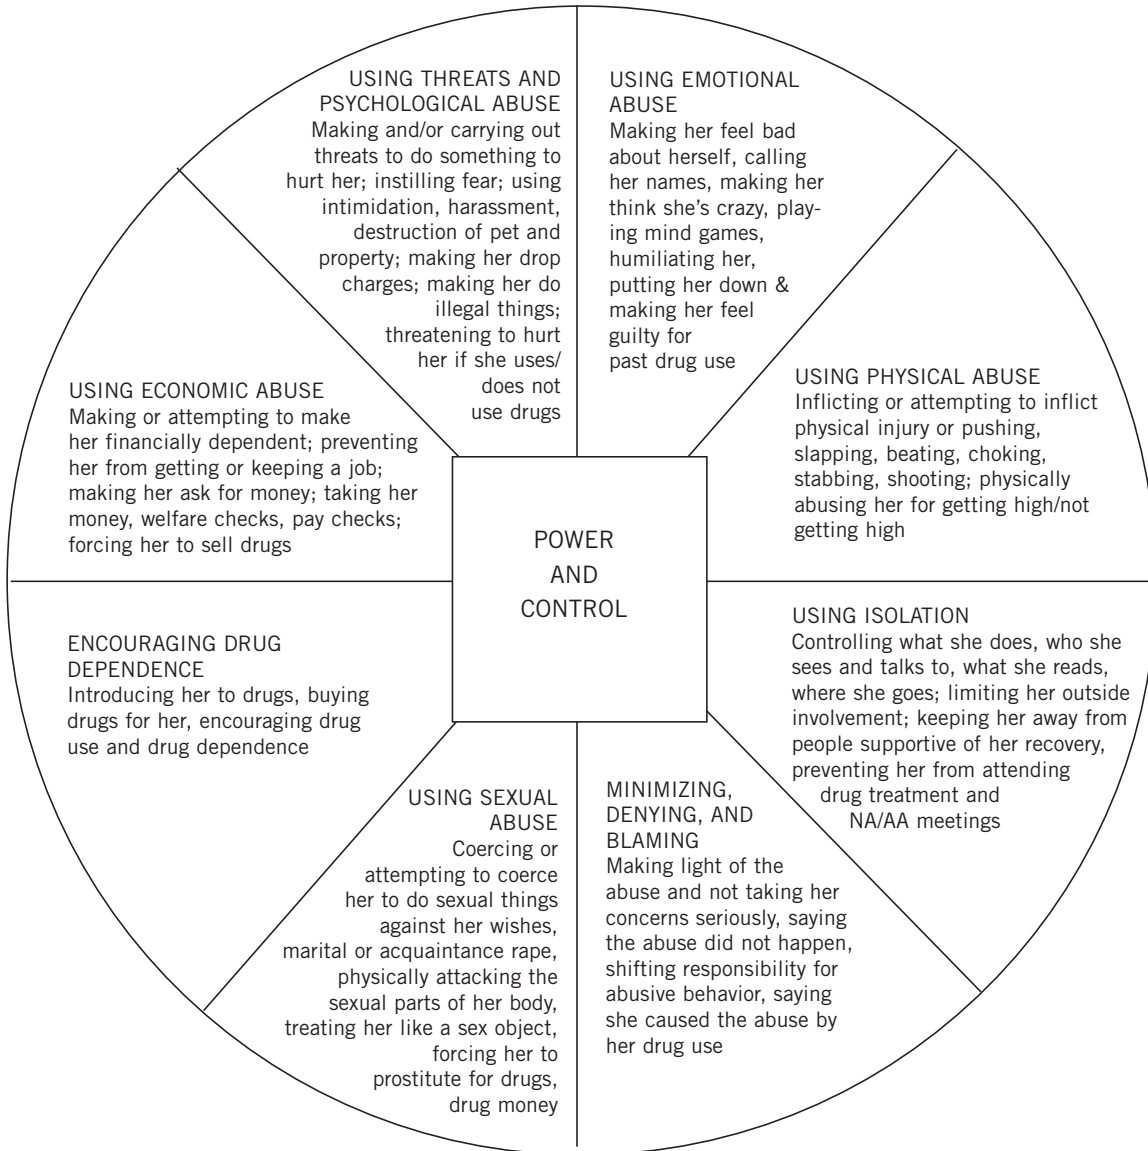 USING THREATS AND
PSYCHOLOGICAL ABUSE
Making and/or carrying out
threats to do something to
hurt her; instilling fear; using
intimidation, harassment,
destruction of pet and
property; making her drop
charges; making her do
illegal things;
threatening to hurt
her if she uses/
does not
use drugs
USING EMOTIONAL
ABUSE
Making her feel bad
about herself, calling
her names, making her
think she’s crazy, play-
ing mind games,
humiliating her,
putting her down &
making her feel
guilty for
past drug use
USING PHYSICAL ABUSE
Inflicting or attempting to inflict
physical injury or pushing,
slapping, beating, choking,
stabbing, shooting; physically
abusing her for getting high/not
getting high
USING ISOLATION
Controlling what she does, who she
sees and talks to, what she reads,
where she goes; limiting her outside
involvement; keeping her away from
people supportive of her recovery,
preventing her from attending
drug treatment and
NA/AA meetings
MINIMIZING,
DENYING, AND
BLAMING
Making light of the
abuse and not taking her
concerns seriously, saying
the abuse did not happen,
shifting responsibility for
abusive behavior, saying
she caused the abuse by
her drug use
USING SEXUAL
ABUSE
Coercing or
attempting to coerce
her to do sexual things
against her wishes,
marital or acquaintance rape,
physically attacking the
sexual parts of her body,
treating her like a sex object,
forcing her to
prostitute for drugs,
drug money
ENCOURAGING DRUG
DEPENDENCE
Introducing her to drugs, buying
drugs for her, encouraging drug
use and drug dependence
USING ECONOMIC ABUSE
Making or attempting to make
her financially dependent; preventing
her from getting or keeping a job;
making her ask for money; taking her
money, welfare checks, pay checks;
forcing her to sell drugs
POWER
AND
CONTROL